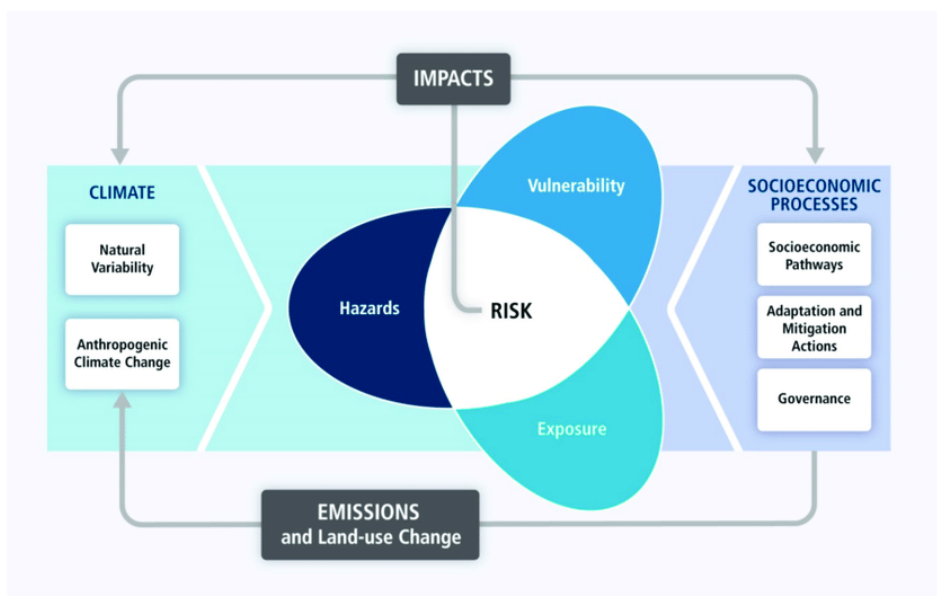 IMPACTS
CLIMATE
Natural
Variability
Anthropogenic
Climate Change
Vulnerability
Hazards
RISK
Exposure
SOCIOECONOMIC
PROCESSES
Socioeconomic
Pathways
Adaptation and
Mitigation
Actions
Governance
EMISSIONS
and Land-use Change